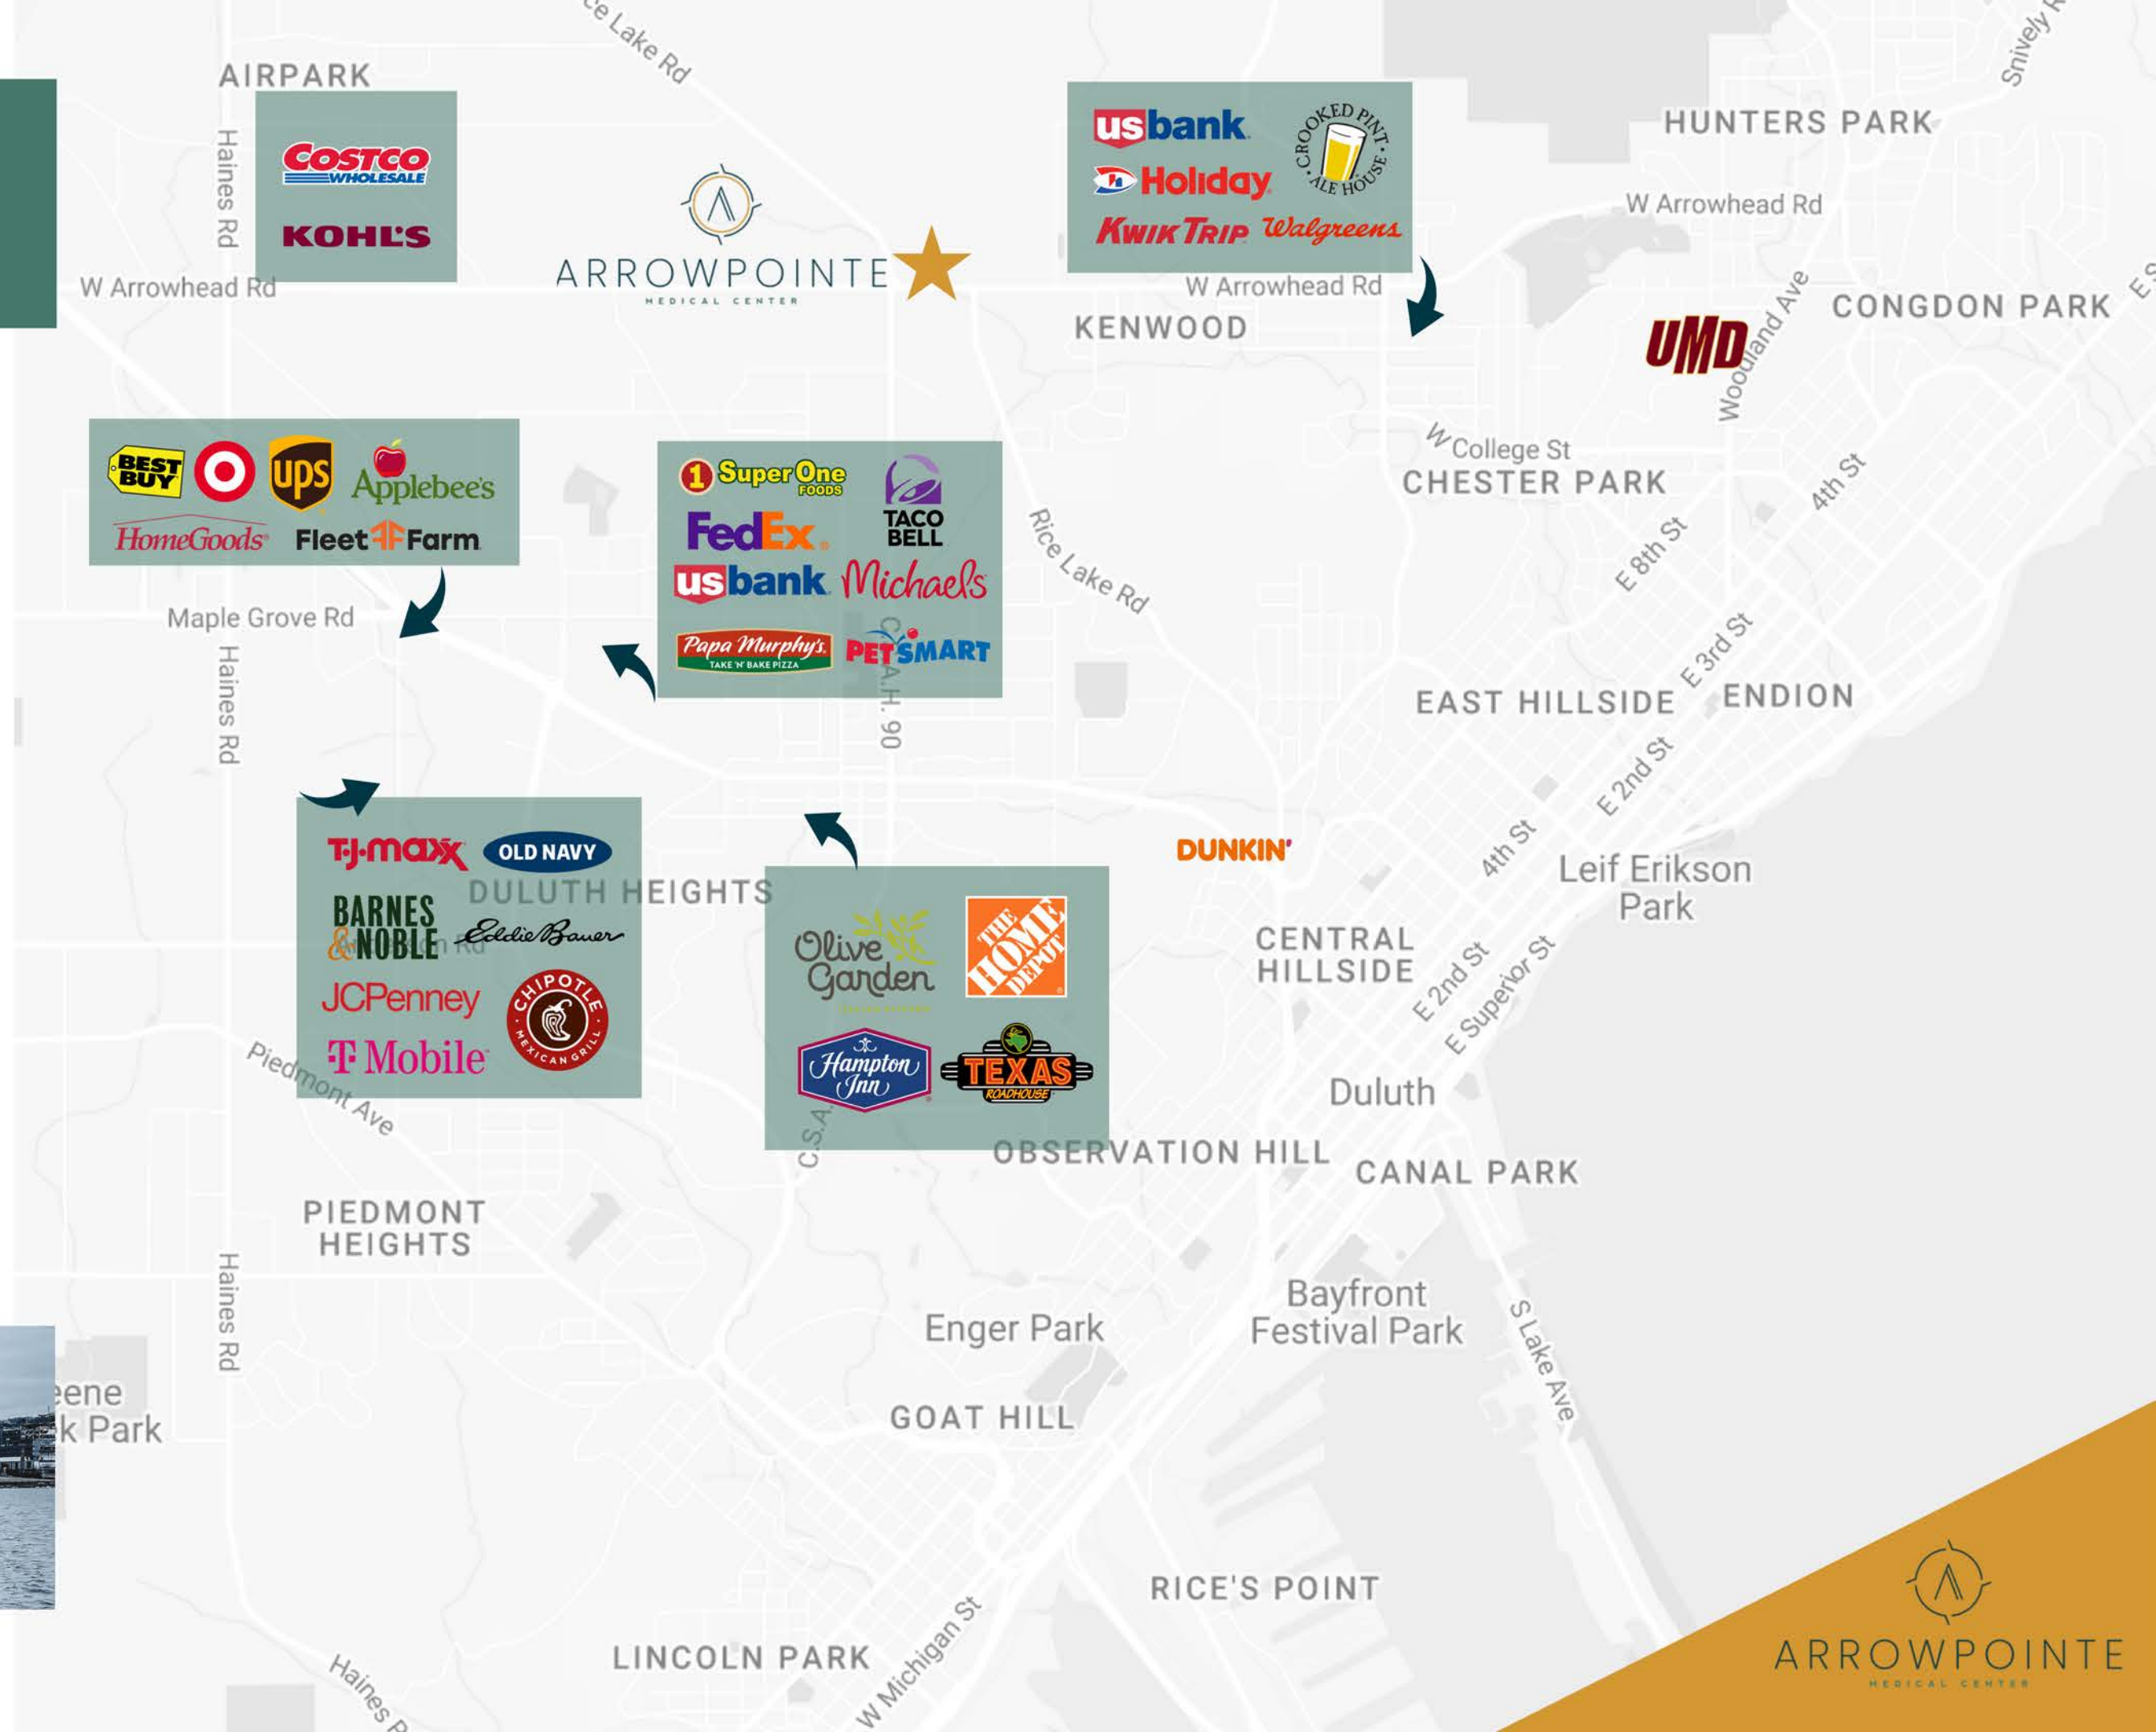 ce Lake Rd
Snively R
AIRPARK
Haines Rd
COSTCO
WHOLESALE
KOHL'S
W Arrowhead Rd
ARROWPOINTE
MEDICAL CENTER
usbank
CROOKED PINT
ALE HOUSE
Holiday
KWIK TRIP
Walgreens
W Arrowhead Rd
KENWOOD
HUNTERS PARK
W Arrowhead Rd
UMD
Woodland Ave
CONGDON PARK
E S
BEST
BUY
ups
Applebee's
HomeGoods
Fleet Farm
Maple Grove Rd
Haines Rd
1 Super One
FOODS
TACO
BELL
FedEx
usbank
Michaels
Papa Murphy's
TAKE 'N' BAKE PIZZA
PETSMART
C.S.A.H. 90
Rice Lake Rd
W College St
CHESTER PARK
4th St
E 8th St
E 3rd St
EAST HILLSIDE
ENDION
E 2nd St
4th St
Leif Erikson
Park
T.J.maxx
OLD NAVY
DULUTH HEIGHTS
BARNES
& NOBLE
Eddie Bauer
JCPenney
CHIPOTLE
MEXICAN GRILL
T Mobile
Piedmont Ave
Olive
Garden
THE
HOME
DEPOT
Hampton
Inn
TEXAS
ROADHOUSE
C.S.A.
DUNKIN'
CENTRAL
HILLSIDE
E 2nd St
E Superior St
Duluth
OBSERVATION HILL
CANAL PARK
PIEDMONT
HEIGHTS
Haines Rd
Bayfront
Festival Park
Enger Park
S Lake Ave
eene
k Park
GOAT HILL
RICE'S POINT
LINCOLN PARK
W Michigan St
Haines R
ARROWPOINTE
MEDICAL CENTER